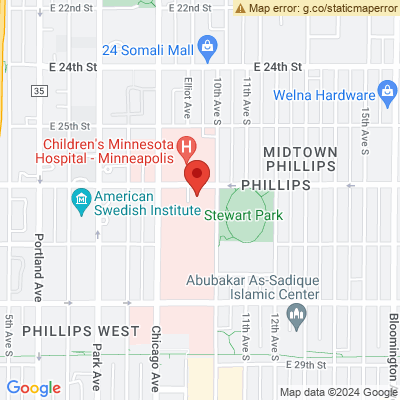 E 22nd St
E 22nd St
Map error: g.co/staticmaperror
24 Somali Mall
E 24th St
E 24th St
35
Elliot Ave
10th Ave S
11th Ave S
Welna Hardware
15th Ave S
E 25th St
Children's Minnesota
Hospital - Minneapolis
MIDTOWN
PHILLIPS
PHILLIPS
American
Swedish Institute
Stewart Park
Portland Ave
Abubakar As-Sadique
Islamic Center
5th Ave S
PHILLIPS WEST
Park Ave
Chicago Ave
11th Ave S
12th Ave S
Bloomington
E 29th St
Google
Map data ©2024 Google